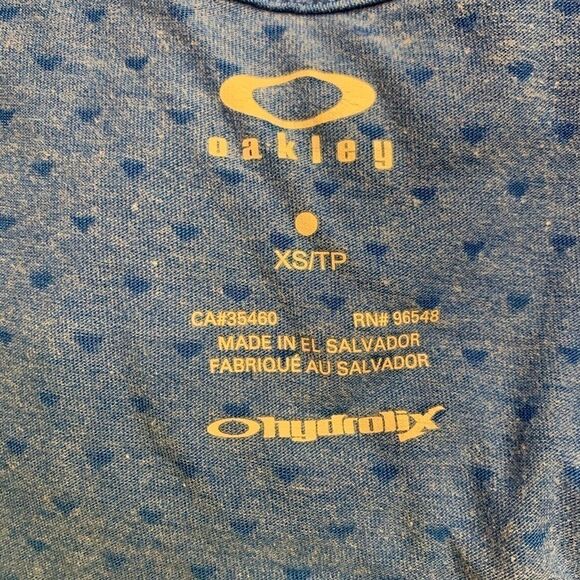 oakley
XS/TP
CA#35460 RN# 96548
MADE IN EL SALVADOR
FABRIQUÉ AU SALVADOR
Ohydrolix